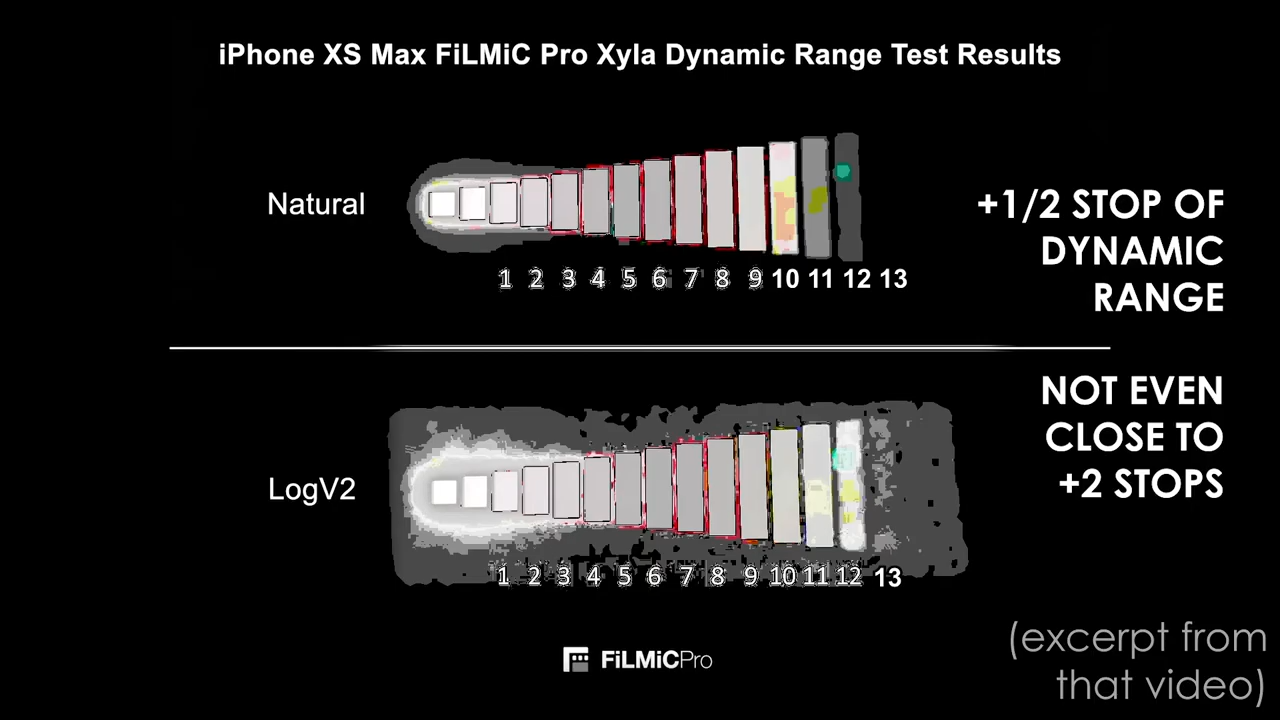 iPhone XS Max FiLMiC Pro Xyla Dynamic Range Test Results
Natural
1 2 3 4 5 6 7 8 9 10 11 12 13
+1/2 STOP OF
DYNAMIC
RANGE
LogV2
1 2 3 4 5 6 7 8 9 10 11 12 13
NOT EVEN
CLOSE TO
+2 STOPS
FiLMiCPro
(excerpt from
that video)